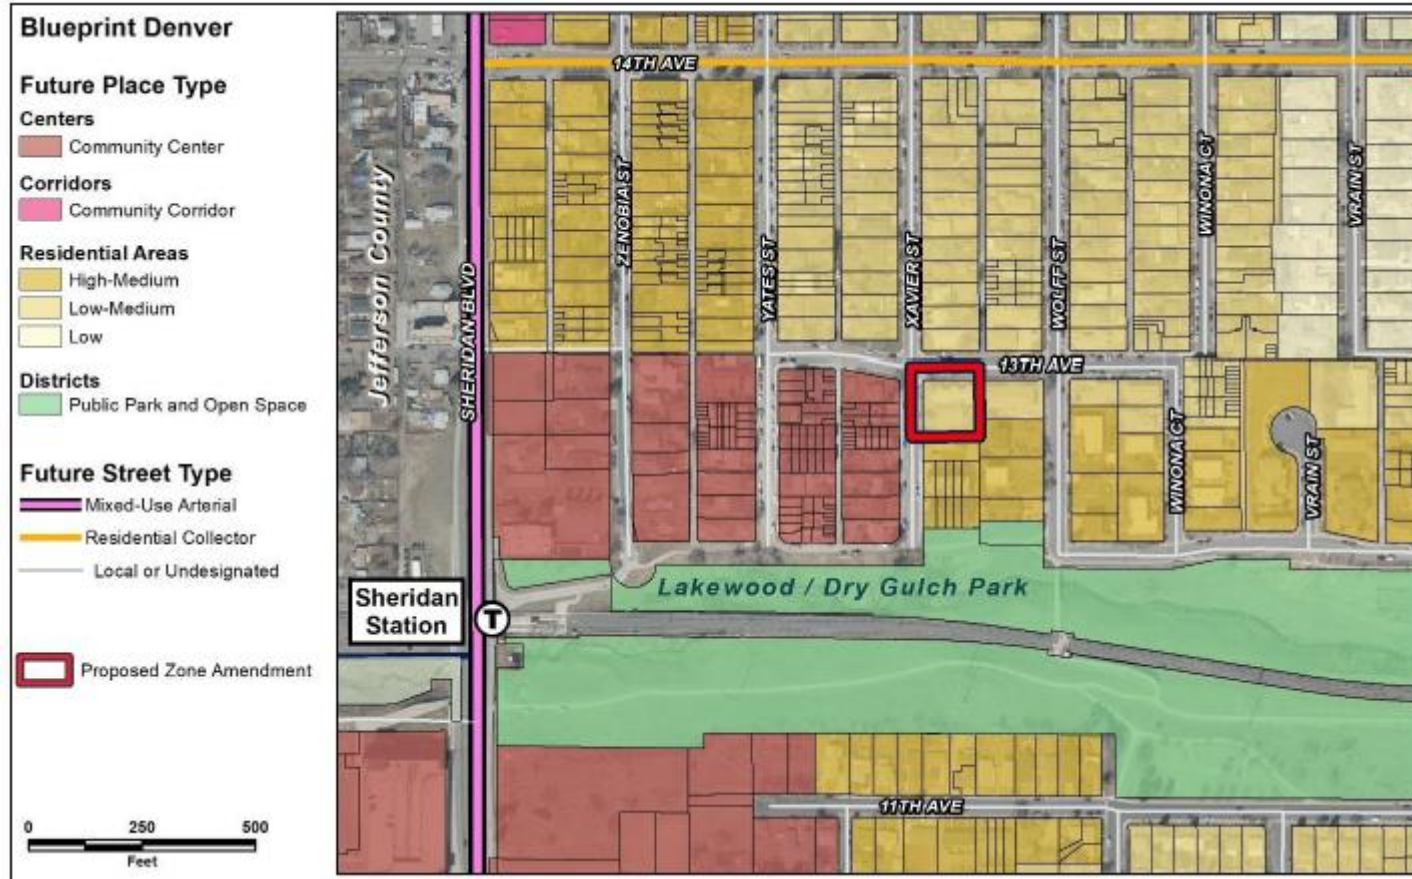 Blueprint Denver
Future Place Type
Centers
Community Center
Corridors
Community Corridor
Residential Areas
High-Medium
Low-Medium
Low
Districts
Public Park and Open Space
Future Street Type
Mixed-Use Arterial
Residential Collector
Local or Undesignated
Proposed Zone Amendment
0 250 500
Feet
14TH AVE
Jefferson County
SHERIDAN BLVD
ZENOBIA ST
YATES ST
XAVIER ST
WOLFF ST
WINONA CT
VRAIN ST
13TH AVE
WINONA CT
VRAIN ST
Lakewood / Dry Gulch Park
Sheridan
Station
T
11TH AVE